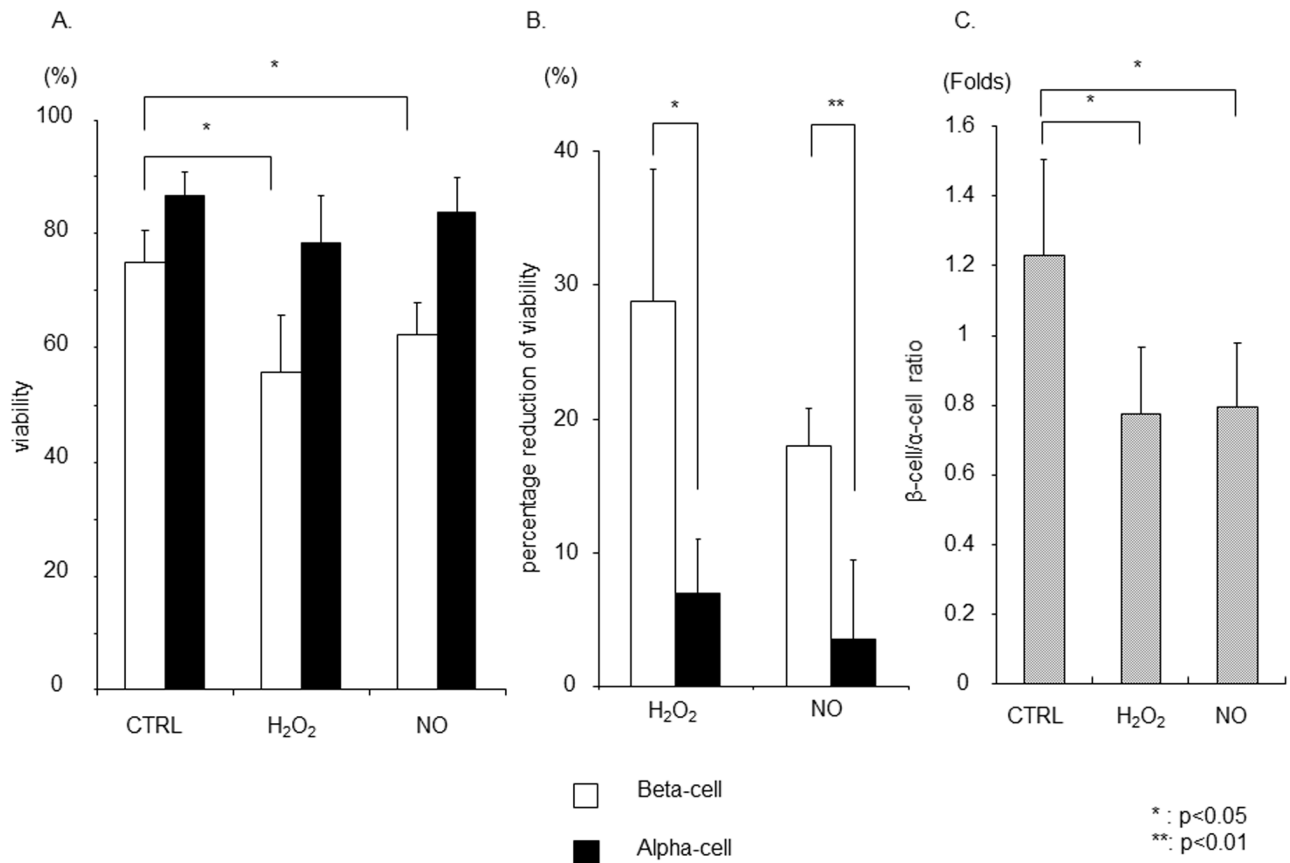 A.
(%)
*
*
100
80
60
40
20
0
viability
CTRL
H₂O₂
NO
B.
(%)
*
**
40
30
20
10
0
percentage reduction of viability
H₂O₂
NO
C.
(Folds)
*
*
1.6
1.4
1.2
1
0.8
0.6
0.4
0.2
0
β-cell/α-cell ratio
CTRL
H₂O₂
NO
Beta-cell
Alpha-cell
* : p<0.05
**: p<0.01